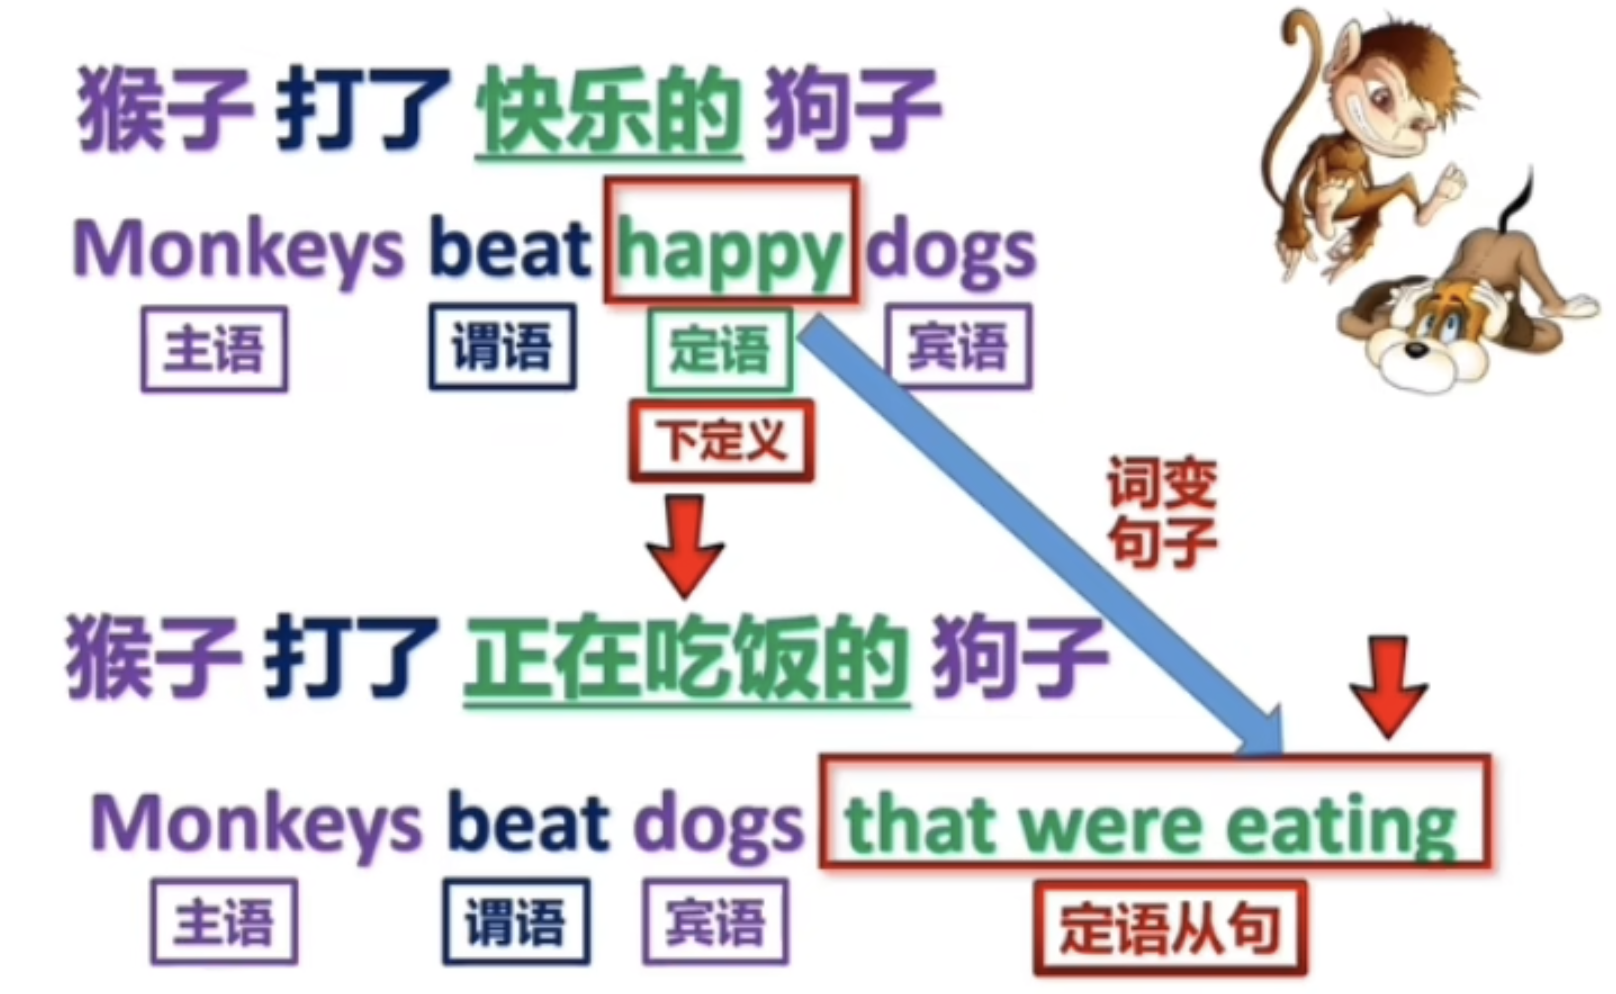 猴子 打了 快乐的 狗子
Monkeys beat happy dogs
主语 谓语 定语 宾语
下定义
词变
句子
猴子 打了 正在吃饭的 狗子
Monkeys beat dogs that were eating
主语 谓语 宾语 定语从句